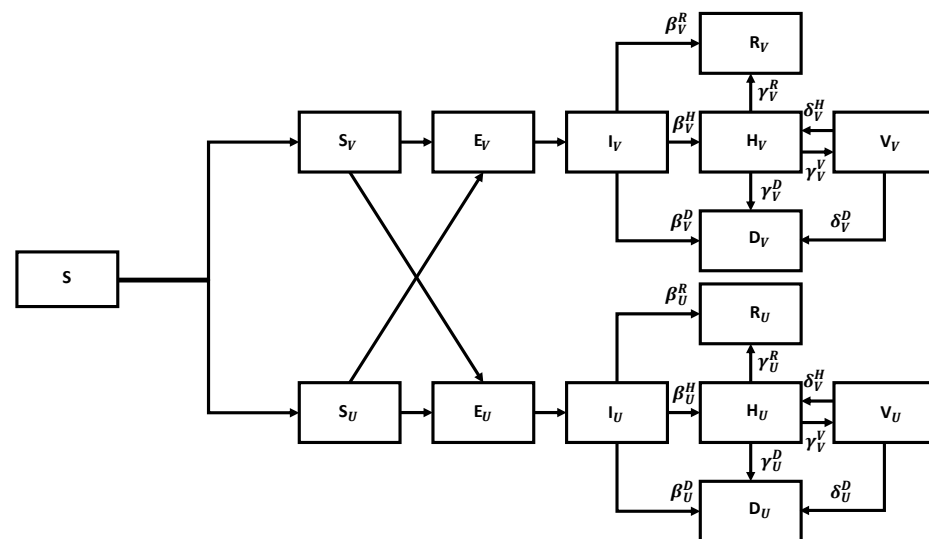 β_V^R
R_V
γ_V^R
S_V
E_V
I_V
β_V^H
H_V
δ_V^H
γ_V^V
V_V
γ_V^D
β_V^D
D_V
δ_V^D
S
β_U^R
R_U
γ_U^R
S_U
E_U
I_U
β_U^H
H_U
δ_V^H
γ_V^V
V_U
γ_U^D
β_U^D
D_U
δ_U^D